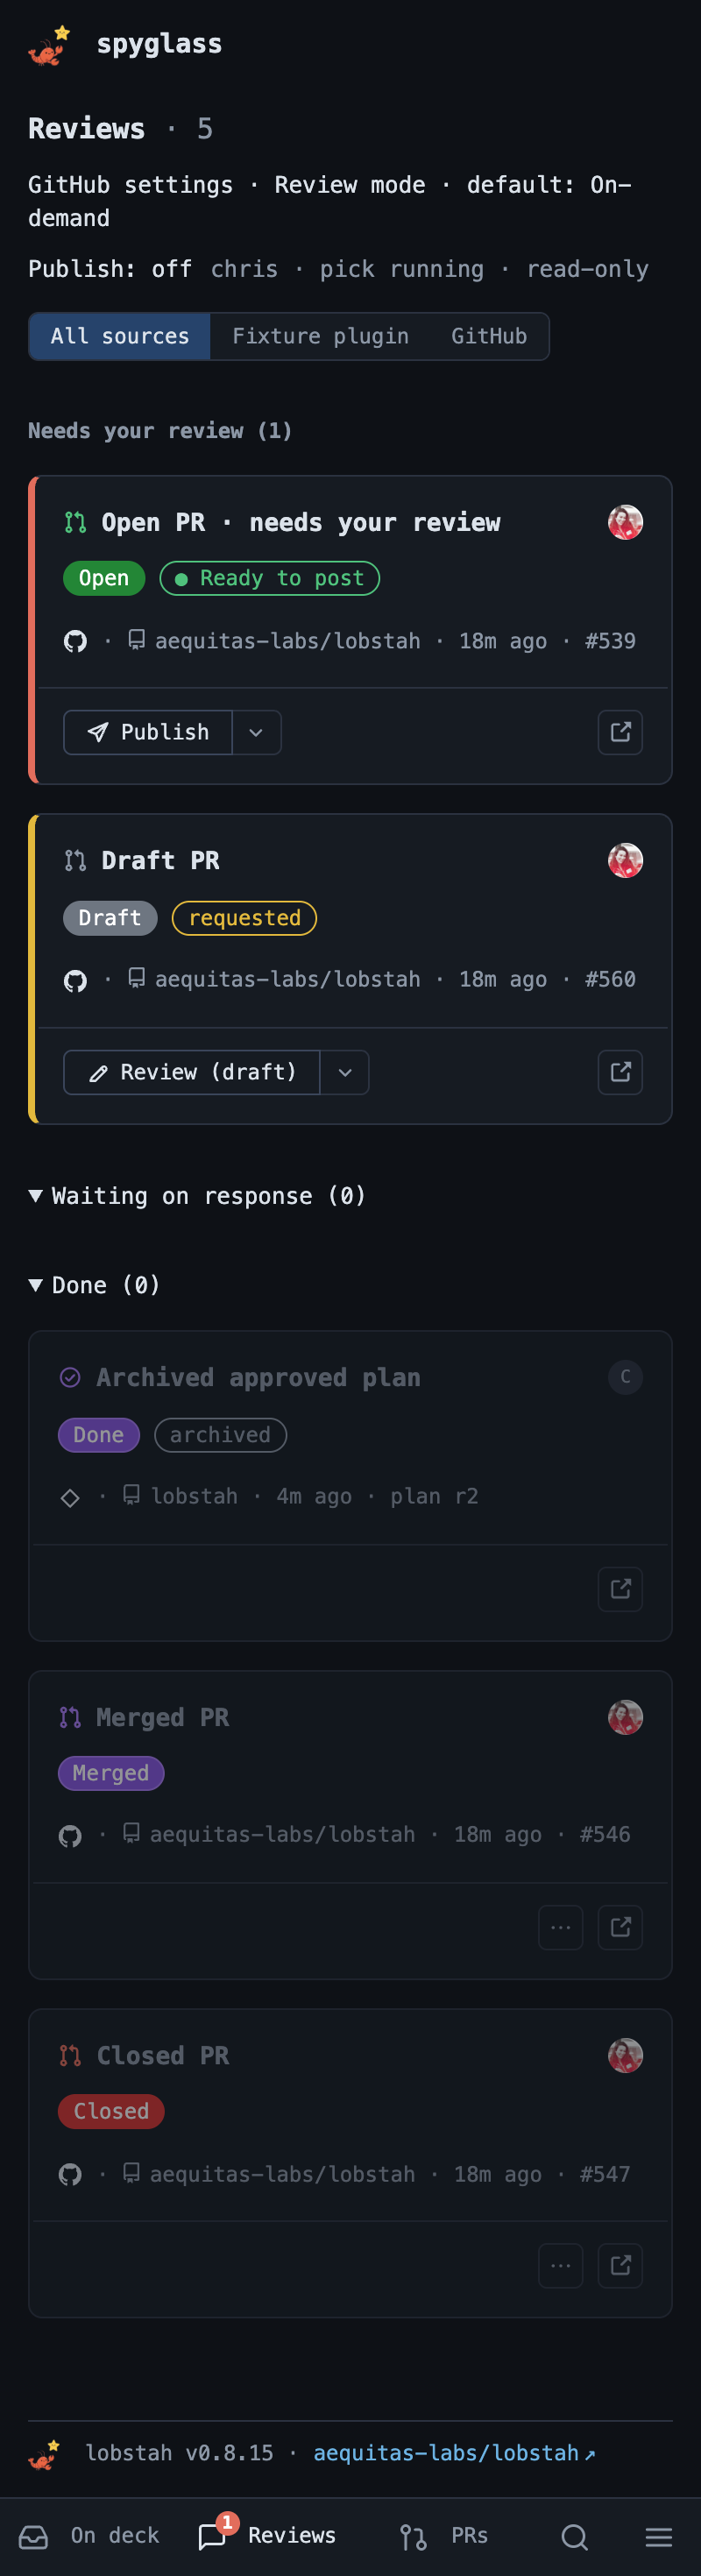 spyglass
Reviews · 5
GitHub settings · Review mode · default: On-
demand
Publish: off chris · pick running · read-only
All sources Fixture plugin GitHub
Needs your review (1)
Open PR · needs your review
Open ● Ready to post
· aequitas-labs/lobstah · 18m ago · #539
Publish
Draft PR
Draft requested
· aequitas-labs/lobstah · 18m ago · #560
Review (draft)
▼ Waiting on response (0)
▼ Done (0)
Archived approved plan C
Done archived
· lobstah · 4m ago · plan r2
Merged PR
Merged
· aequitas-labs/lobstah · 18m ago · #546
···
Closed PR
Closed
· aequitas-labs/lobstah · 18m ago · #547
···
lobstah v0.8.15 · aequitas-labs/lobstah↗
On deck 1 Reviews PRs